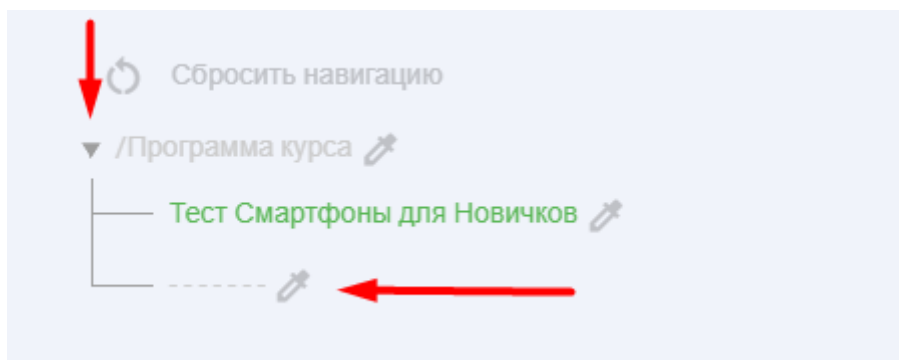 Сбросить навигацию
/Программа курса
Тест Смартфоны для Новичков